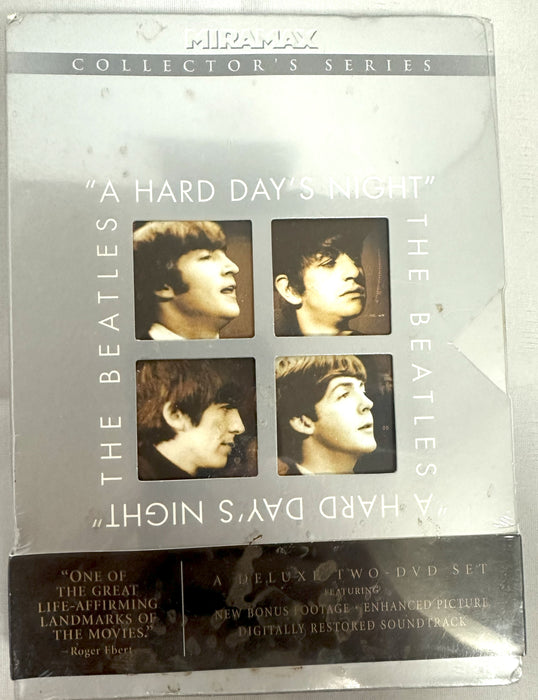 MIRAMAX
COLLECTOR'S SERIES
"A HARD DAY'S NIGHT"
THE BEATLES
THE BEATLES
"A HARD DAY'S NIGHT"
"ONE OF
THE GREAT
LIFE-AFFIRMING
LANDMARKS OF
THE MOVIES."
—Roger Ebert—
A DELUXE TWO-DVD SET
FEATURING
NEW BONUS FOOTAGE • ENHANCED PICTURE
DIGITALLY RESTORED SOUNDTRACK